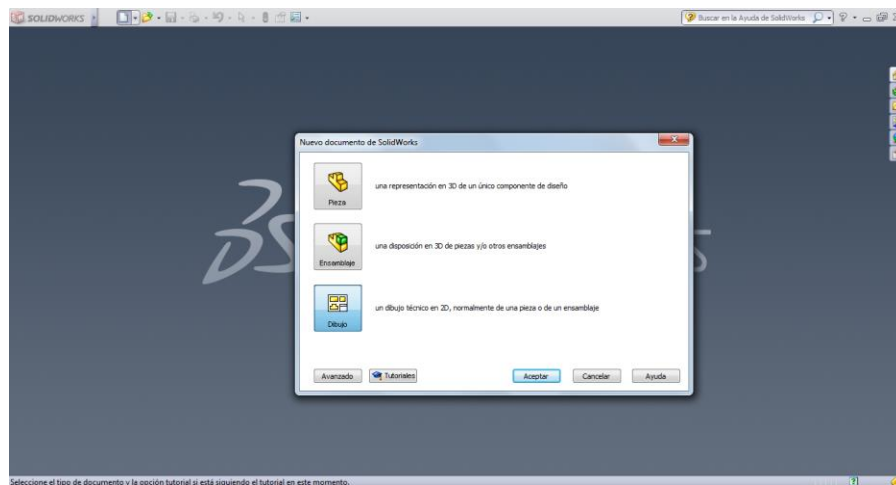 SOLIDWORKS
Buscar en la Ayuda de SolidWorks
Nuevo documento de SolidWorks
Pieza
una representación en 3D de un único componente de diseño
Ensamblaje
una disposición en 3D de piezas y/o otros ensamblajes
Dibujo
un dibujo técnico en 2D, normalmente de una pieza o de un ensamblaje
Avanzado
Tutoriales
Aceptar
Cancelar
Ayuda
Seleccione el tipo de documento y la opción tutorial si está siguiendo el tutorial en este momento.